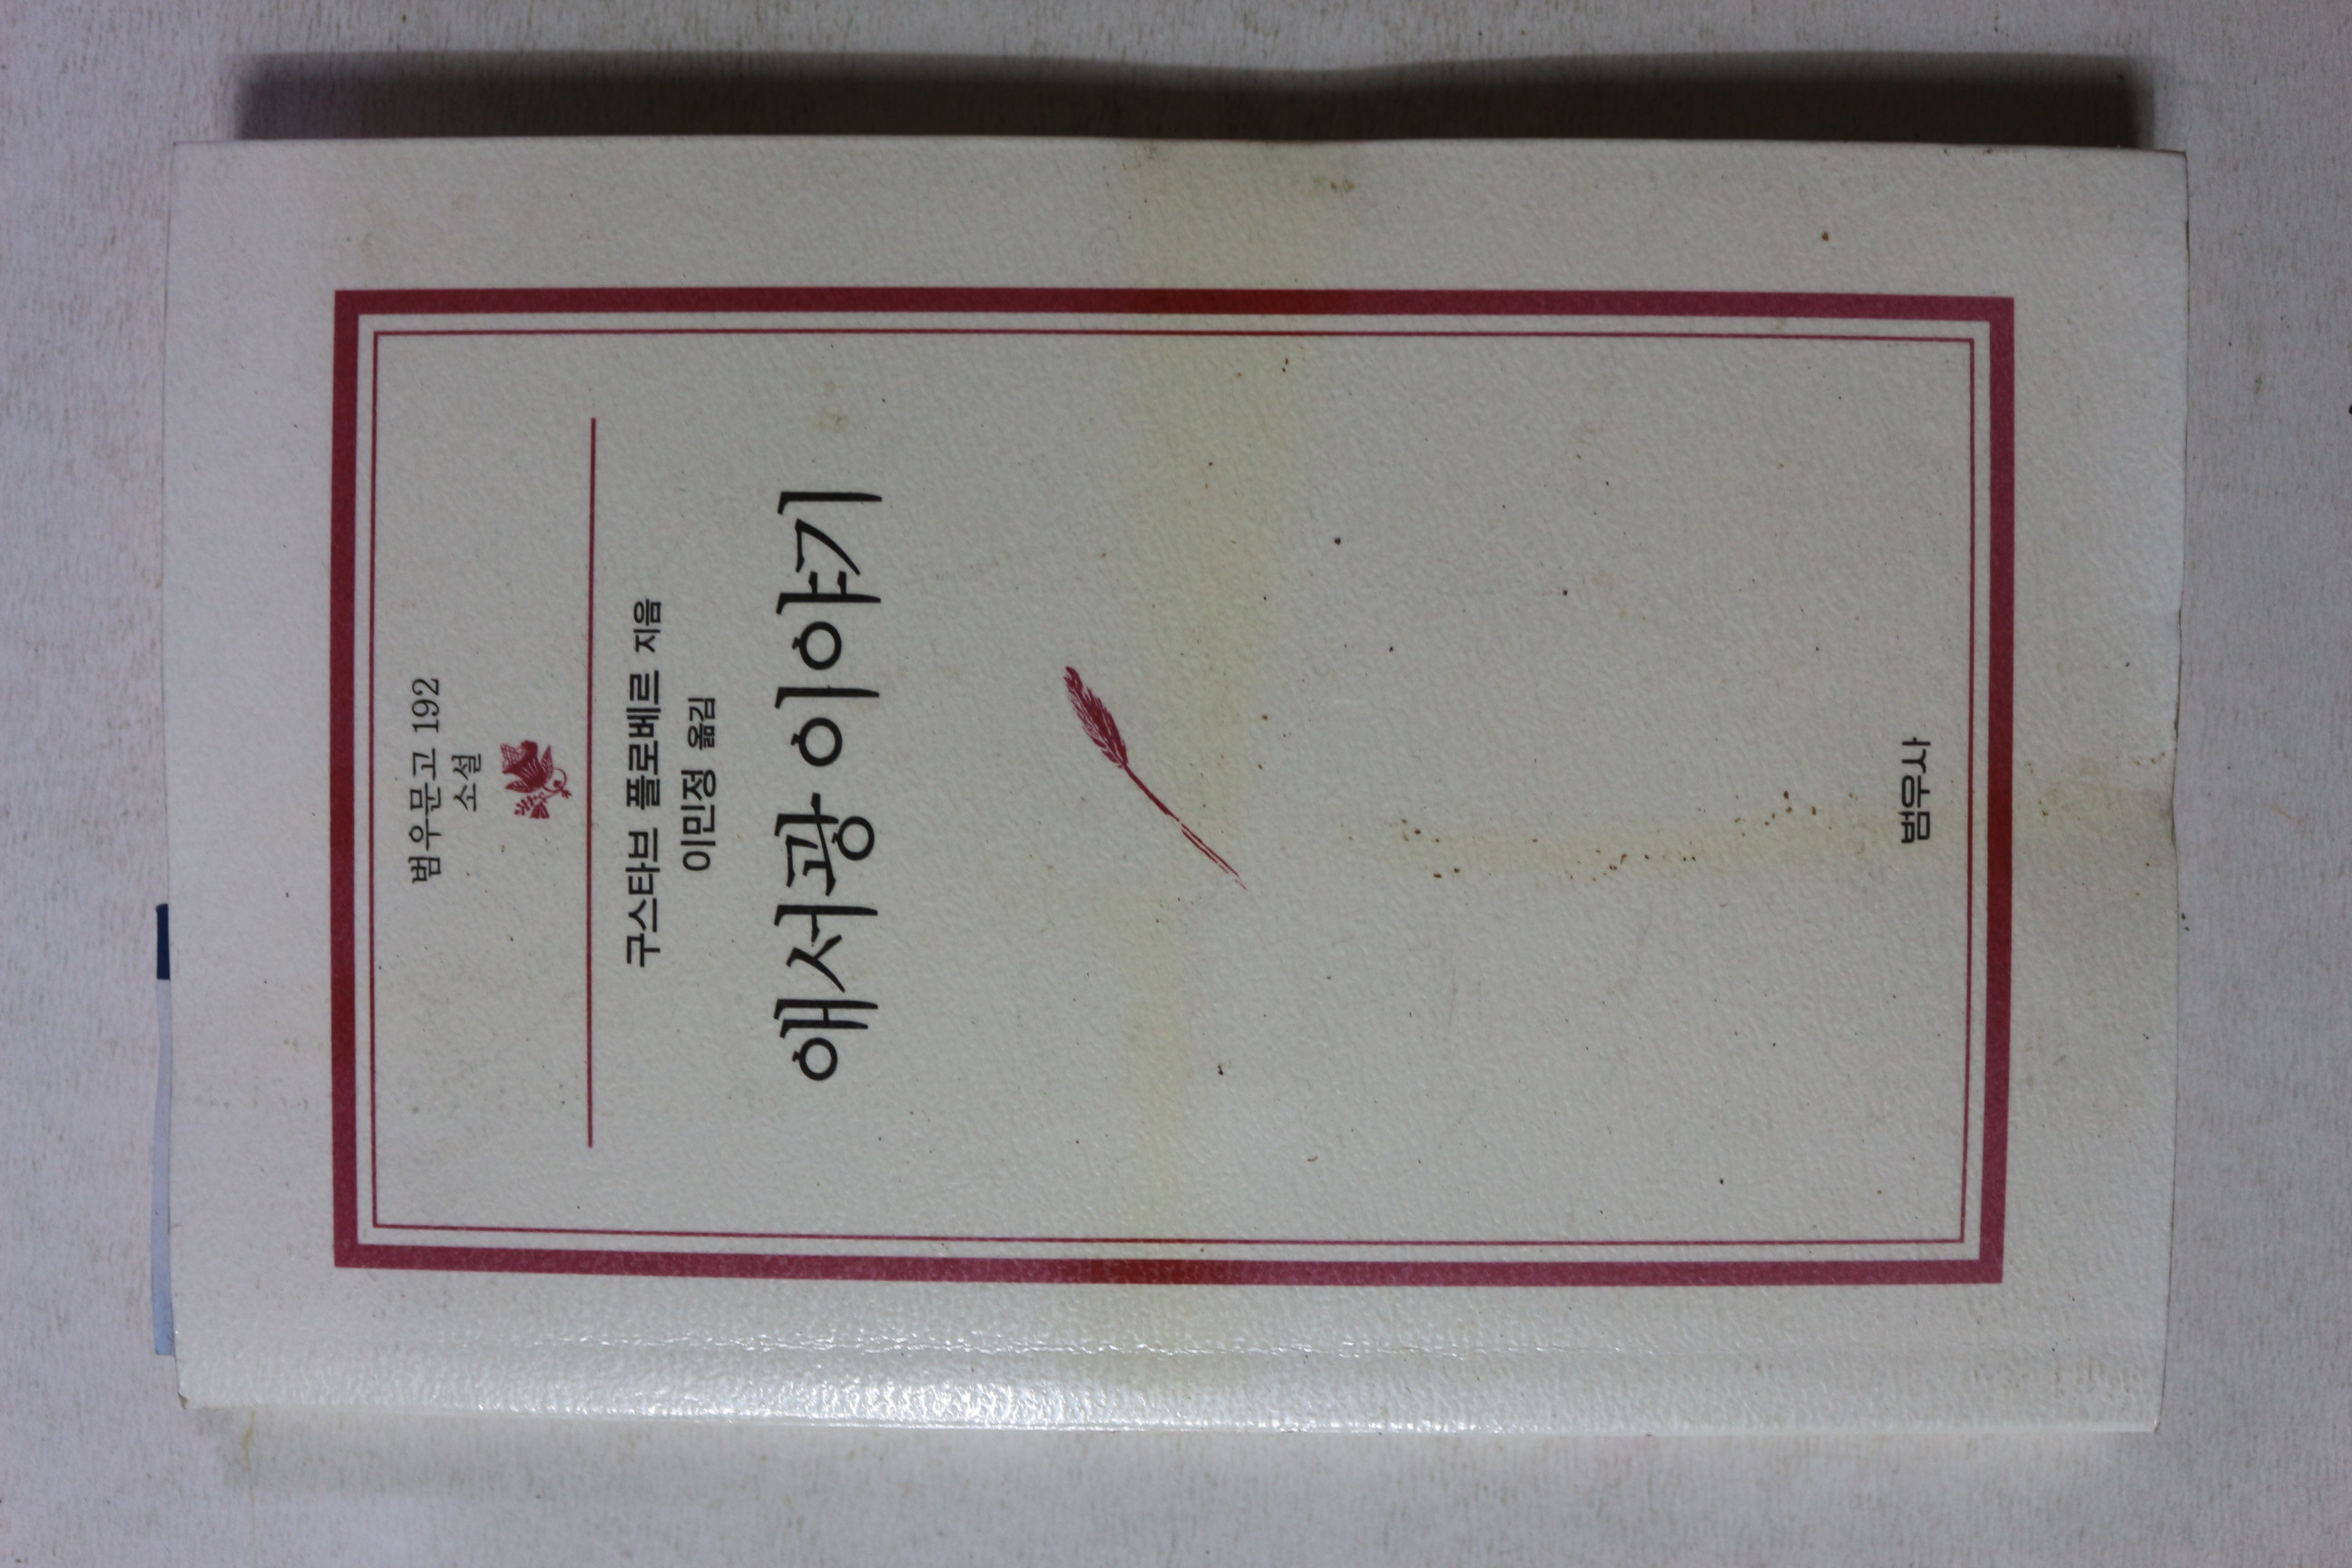 범우문고 192
소설
구스타브 플로베르 지음
이민정 옮김
애서광 이야기
범우사